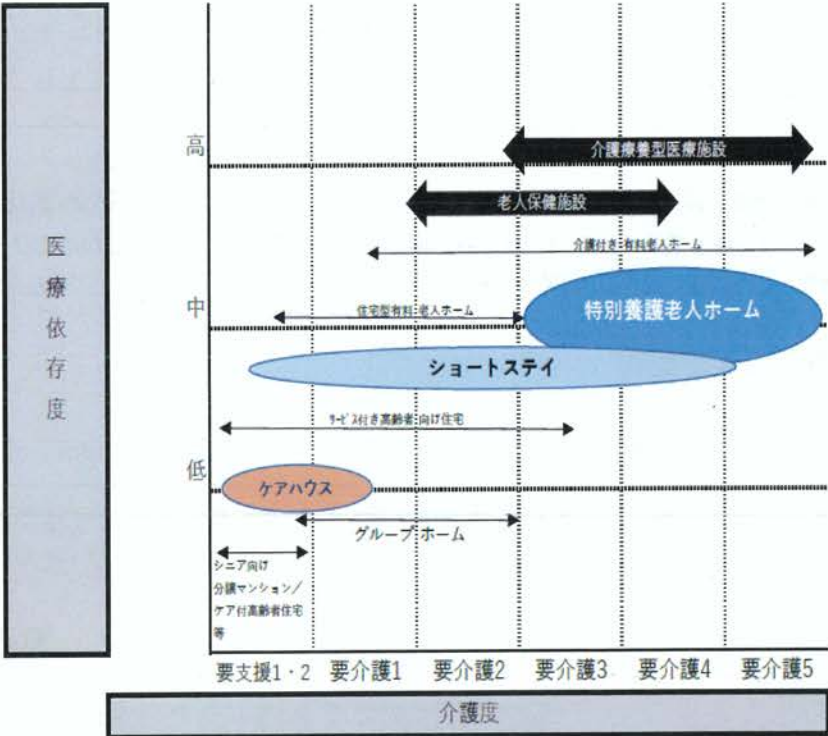 高
介護療養型医療施設
老人保健施設
介護付き有料老人ホーム
医療依存度
中
住宅型有料老人ホーム
特別養護老人ホーム
ショートステイ
サービス付き高齢者向け住宅
低
ケアハウス
グループホーム
シニア向け
分譲マンション/
ケア付高齢者住宅
等
要支援1・2 要介護1 要介護2 要介護3 要介護4 要介護5
介護度